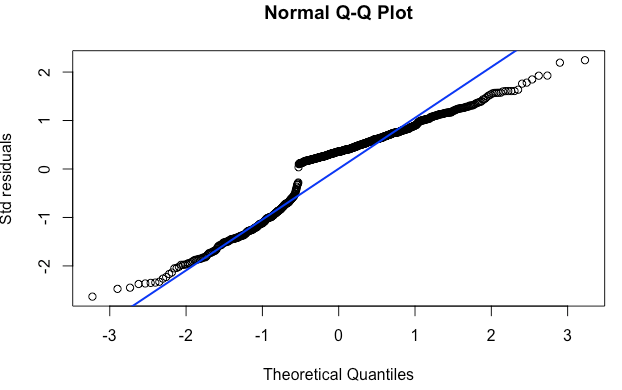 Normal Q-Q Plot
Std residuals
2
1
0
-1
-2
-3 -2 -1 0 1 2 3
Theoretical Quantiles